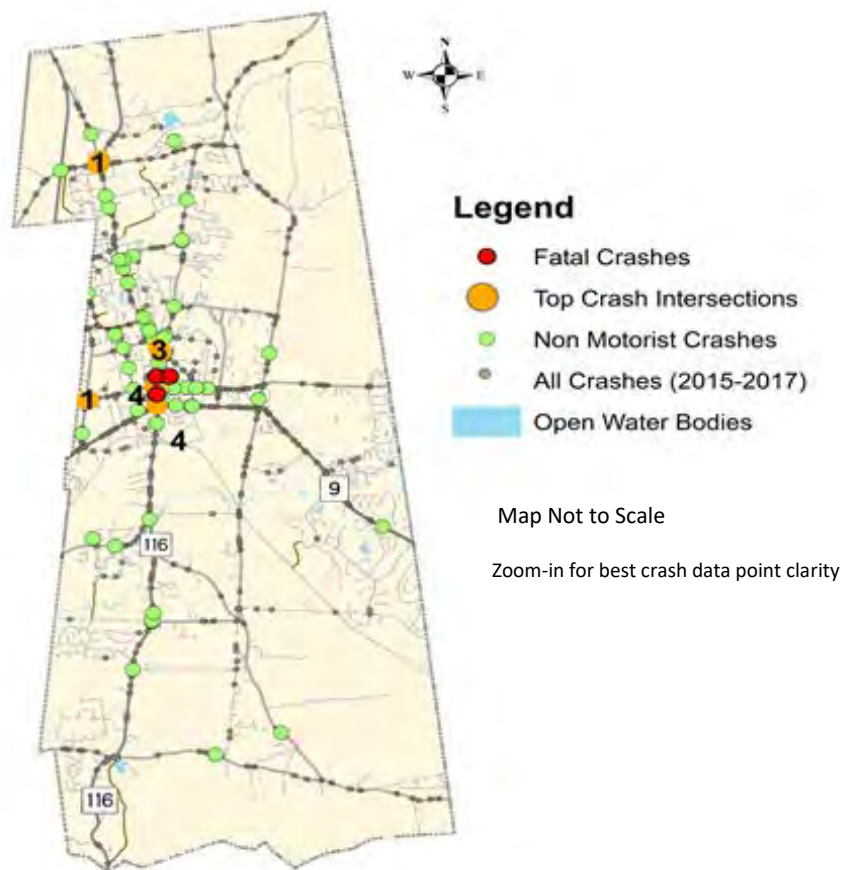 N
W E
S
1
Legend
Fatal Crashes
Top Crash Intersections
Non Motorist Crashes
All Crashes (2015-2017)
Open Water Bodies
3
1
4
4
9
Map Not to Scale
116
Zoom-in for best crash data point clarity
116